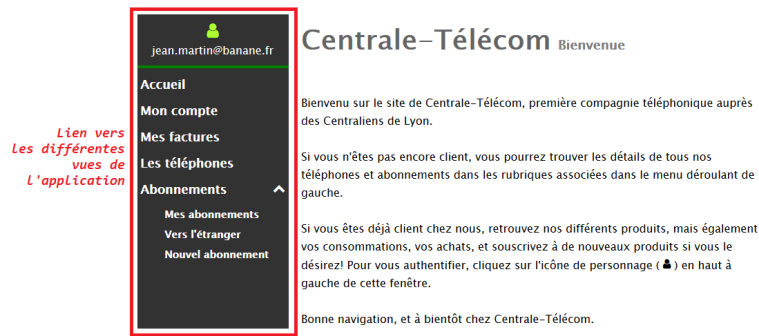 jean.martin@banane.fr
Accueil
Mon compte
Mes factures
Les téléphones
Abonnements
Mes abonnements
Vers l'étranger
Nouvel abonnement
Lien vers
les différentes
vues de
l'application
Centrale-Télécom Bienvenue
Bienvenu sur le site de Centrale-Télécom, première compagnie téléphonique auprès
des Centraliens de Lyon.
Si vous n'êtes pas encore client, vous pourrez trouver les détails de tous nos
téléphones et abonnements dans les rubriques associées dans le menu déroulant de
gauche.
Si vous êtes déjà client chez nous, retrouvez nos différents produits, mais également
vos consommations, vos achats, et souscrivez à de nouveaux produits si vous le
désirez! Pour vous authentifier, cliquez sur l'icône de personnage ( ) en haut à
gauche de cette fenêtre.
Bonne navigation, et à bientôt chez Centrale-Télécom.